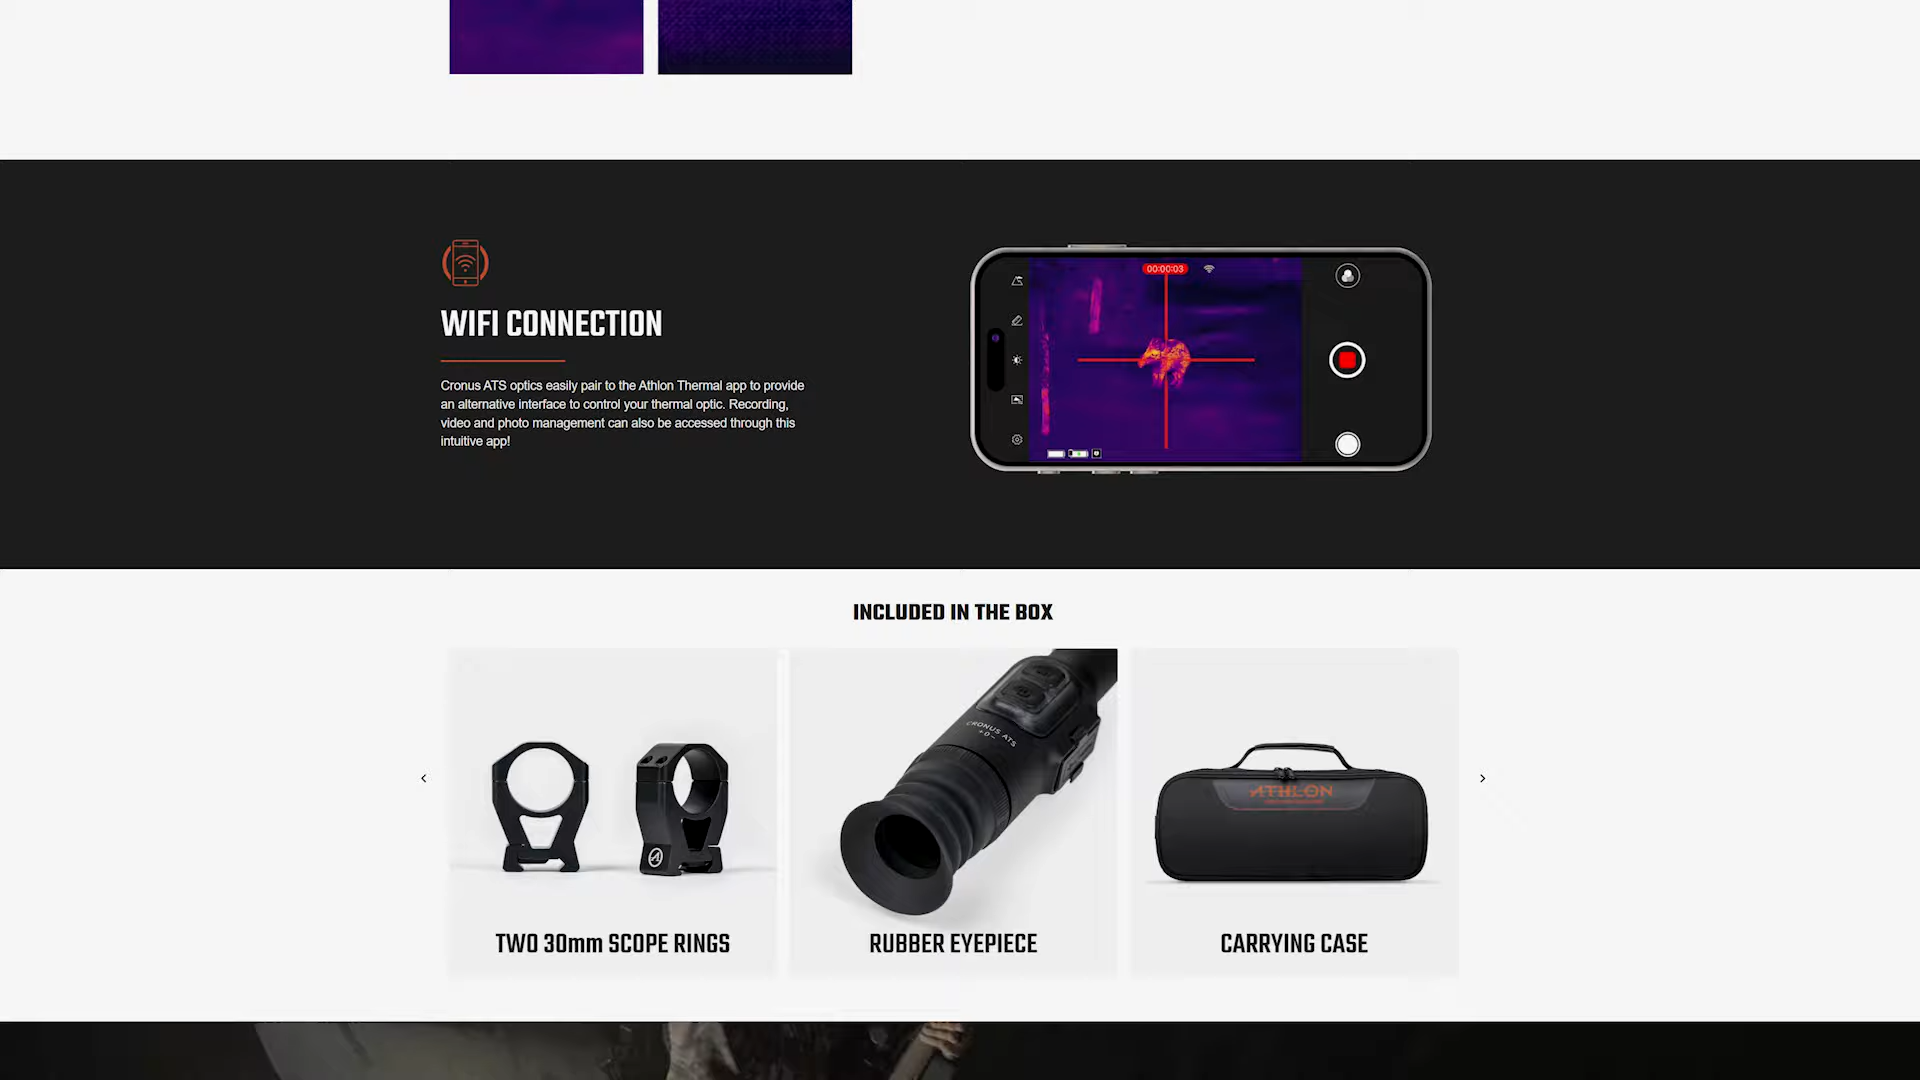 00:00:03
WIFI CONNECTION
Cronus ATS optics easily pair to the Athlon Thermal app to provide
an alternative interface to control your thermal optic. Recording,
video and photo management can also be accessed through this
intuitive app!
INCLUDED IN THE BOX
CRONUS ATS
ATHLON
TWO 30mm SCOPE RINGS
RUBBER EYEPIECE
CARRYING CASE